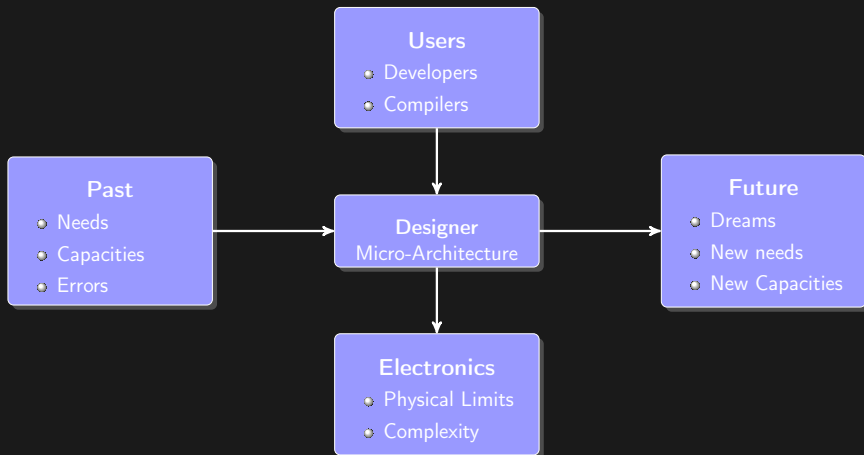 Users
Developers
Compilers
Past
Needs
Capacities
Errors
Designer
Micro-Architecture
Future
Dreams
New needs
New Capacities
Electronics
Physical Limits
Complexity